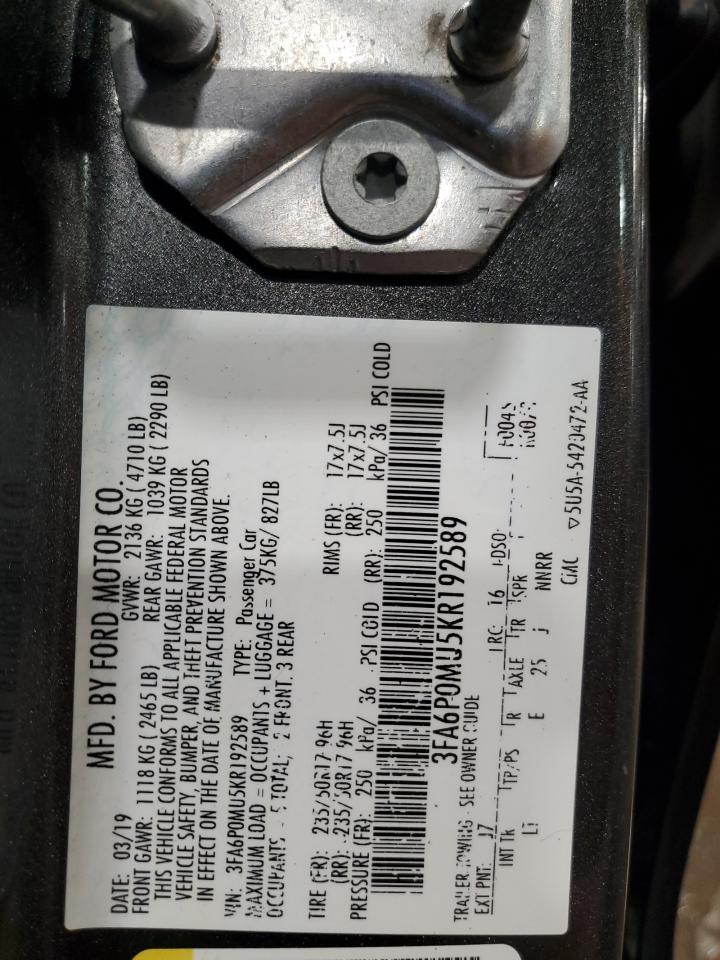 MFD. BY FORD MOTOR CO.
DATE: 03/19 GVWR: 2136 KG ( 4710 LB)
FRONT GAWR: 1118 KG ( 2465 LB) REAR GAWR: 1039 KG ( 2290 LB)
THIS VEHICLE CONFORMS TO ALL APPLICABLE FEDERAL MOTOR
VEHICLE SAFETY, BUMPER, AND THEFT PREVENTION STANDARDS
IN EFFECT ON THE DATE OF MANUFACTURE SHOWN ABOVE.
VIN: 3FA6P0MU5KR192589 TYPE: Passenger Car
MAXIMUM LOAD = OCCUPANTS + LUGGAGE = 375KG/ 827LB
OCCUPANTS - 5 TOTAL; 2 FRONT, 3 REAR
TIRE (FR): 235/50R17 96H RIMS (FR): 17x7.5J
(RR): 235/50R17 96H (RR): 17x7.5J
PRESSURE (FR): 250 kPa/ 36 PSI COLD (RR): 250 kPa/ 36 PSI COLD
3FA6P0MU5KR192589
TRAILER TOWING - SEE OWNER GUIDE
EXT PNT: J7 RC: 16 DSO:
INT TR TP/PS R AXLE TR SPR
E 25 J NNRR
5U5A-5420472-AA